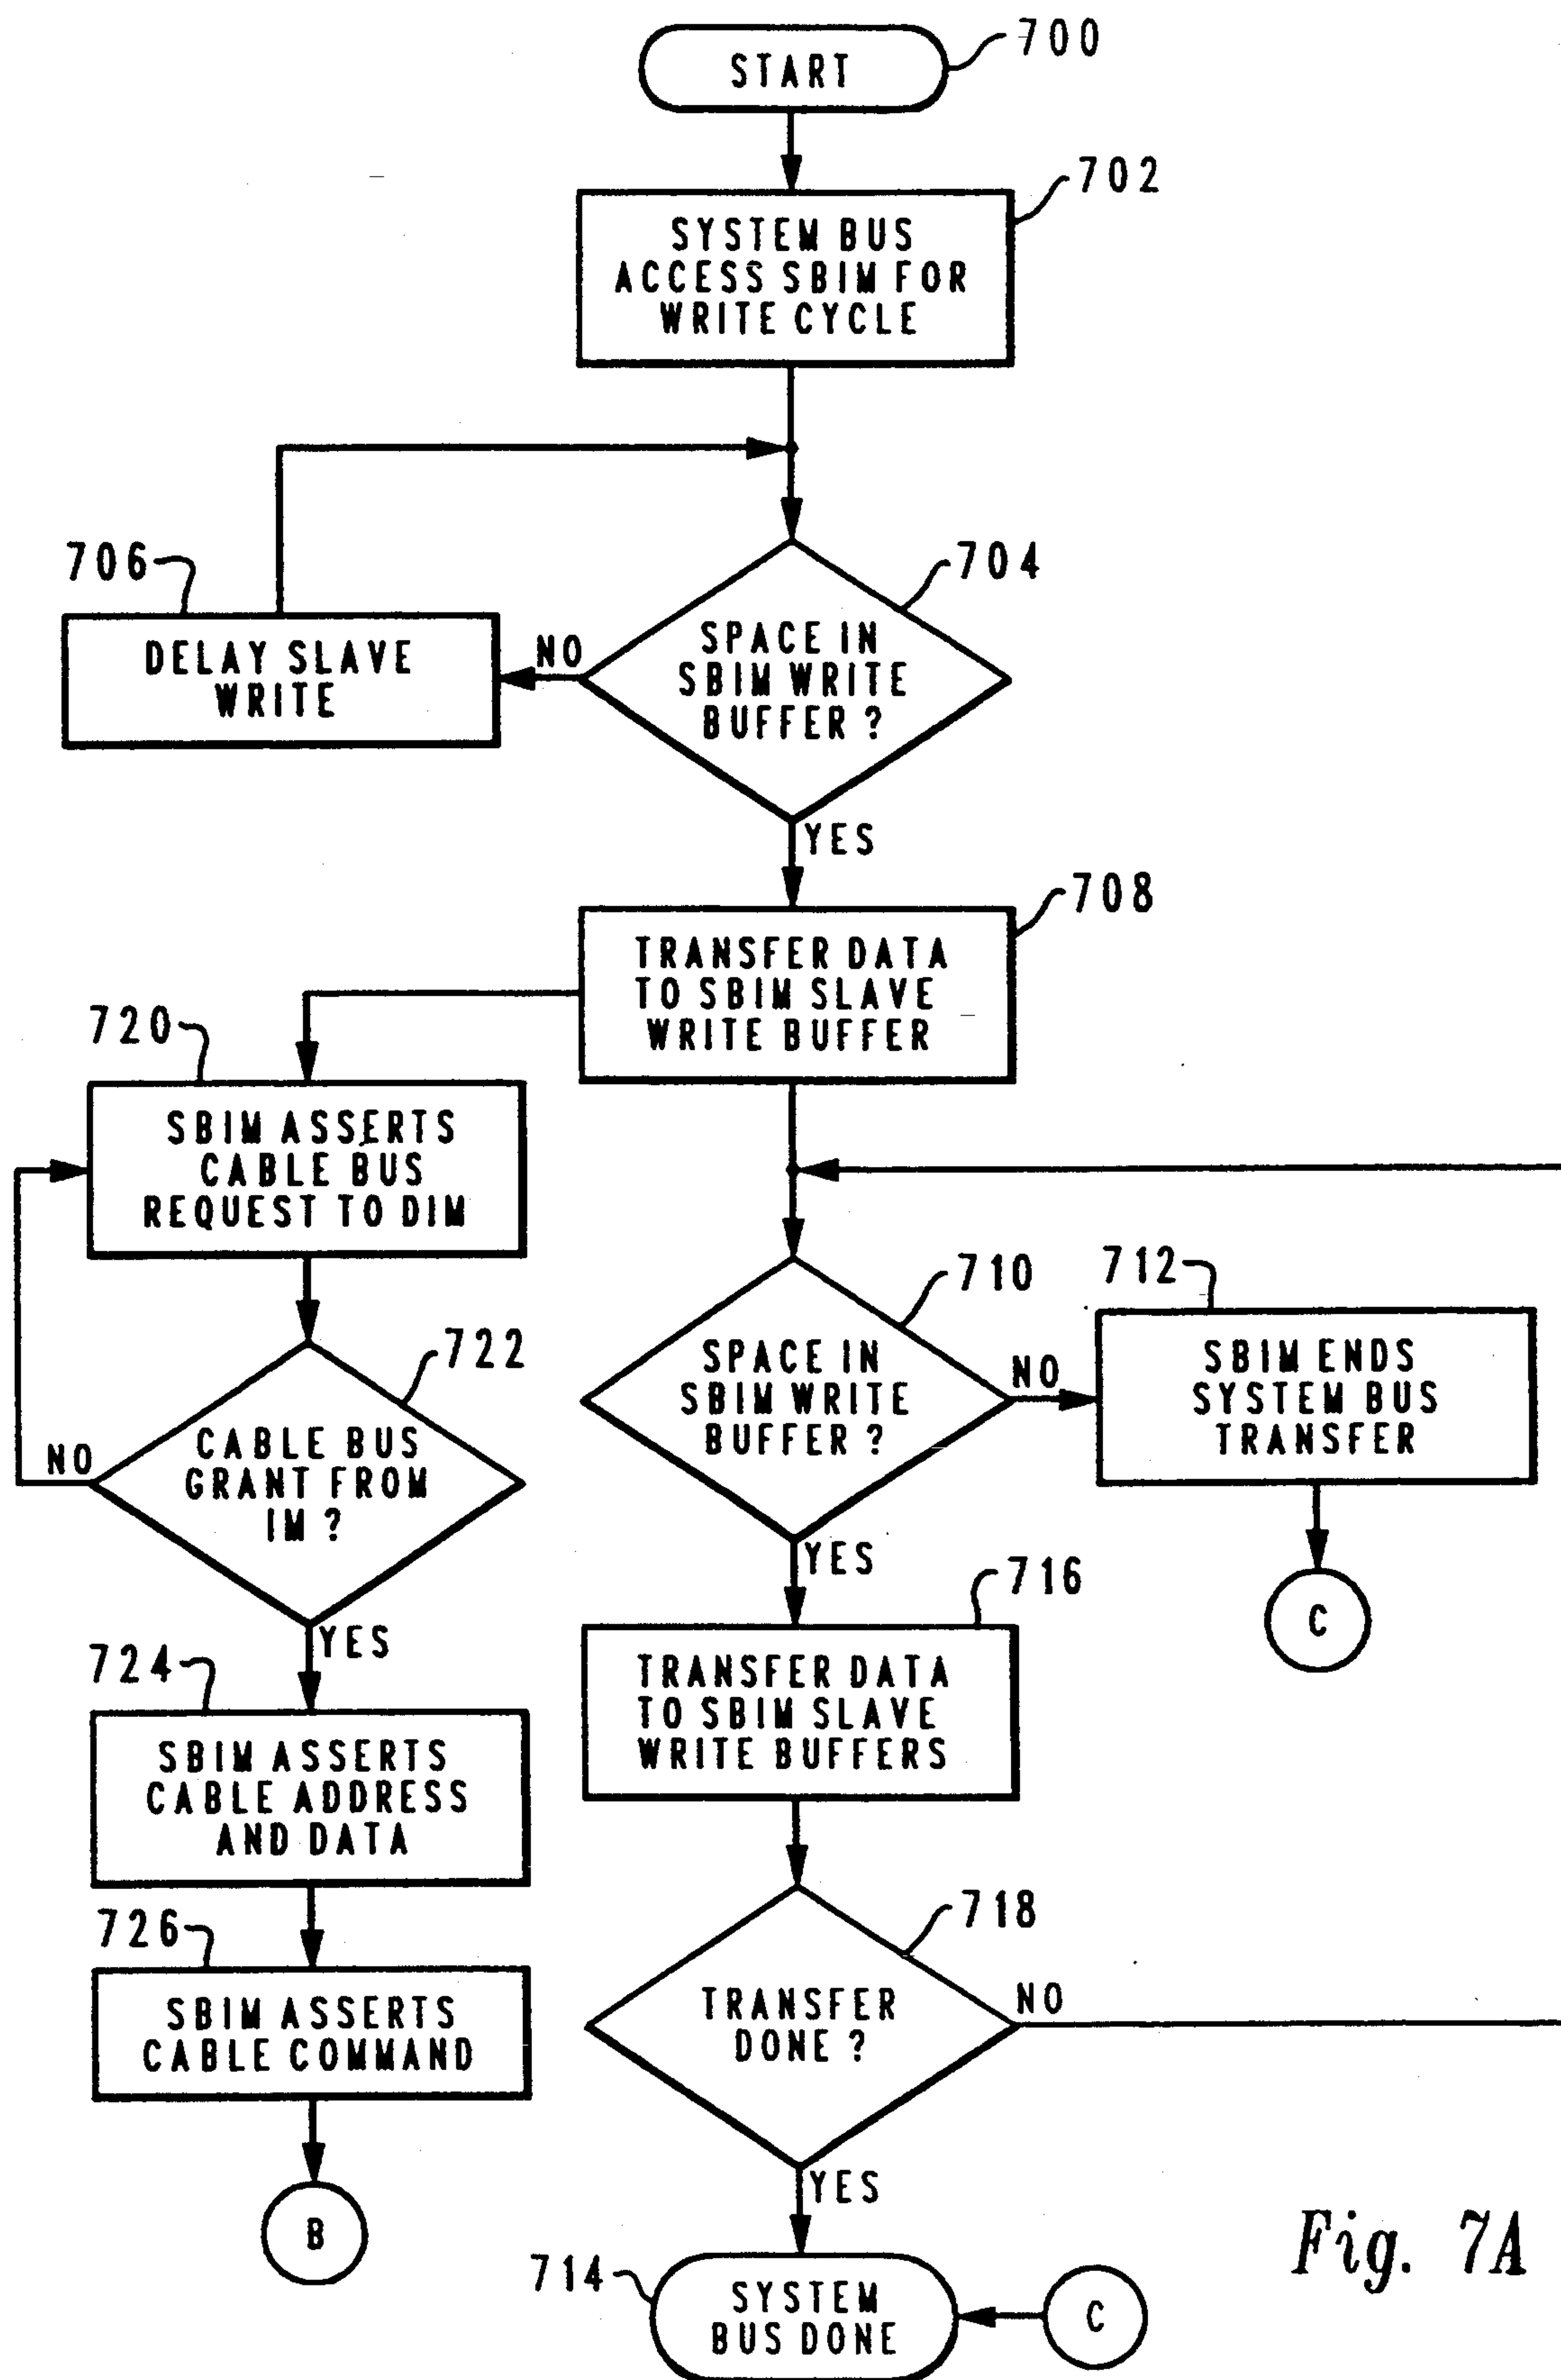 700
START
702
SYSTEM BUS
ACCESS SBIM FOR
WRITE CYCLE
706
704
DELAY SLAVE
WRITE
NO
SPACE IN
SBIM WRITE
BUFFER ?
YES
708
TRANSFER DATA
TO SBIM SLAVE
WRITE BUFFER
720
SBIM ASSERTS
CABLE BUS
REQUEST TO DIM
722
CABLE BUS
GRANT FROM
IM ?
NO
YES
710
SPACE IN
SBIM WRITE
BUFFER ?
NO
712
SBIM ENDS
SYSTEM BUS
TRANSFER
C
YES
716
TRANSFER DATA
TO SBIM SLAVE
WRITE BUFFERS
724
SBIM ASSERTS
CABLE ADDRESS
AND DATA
726
SBIM ASSERTS
CABLE COMMAND
B
718
TRANSFER
DONE ?
NO
YES
714
SYSTEM
BUS DONE
C
Fig. 7A